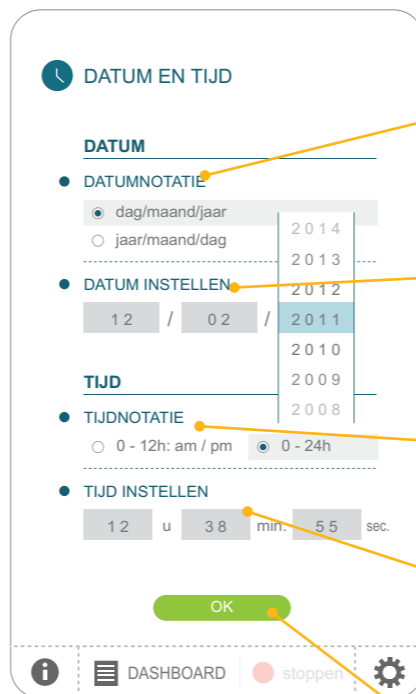 DATUM EN TIJD
DATUM
DATUMNOTATIE
dag/maand/jaar
jaar/maand/dag
2014
2013
2012
DATUM INSTELLEN
12 / 02 / 2011
2010
2009
2008
TIJD
TIJDNOTATIE
0 - 12h: am / pm 0 - 24h
TIJD INSTELLEN
12 u 38 min. 55 sec.
OK
i DASHBOARD stoppen